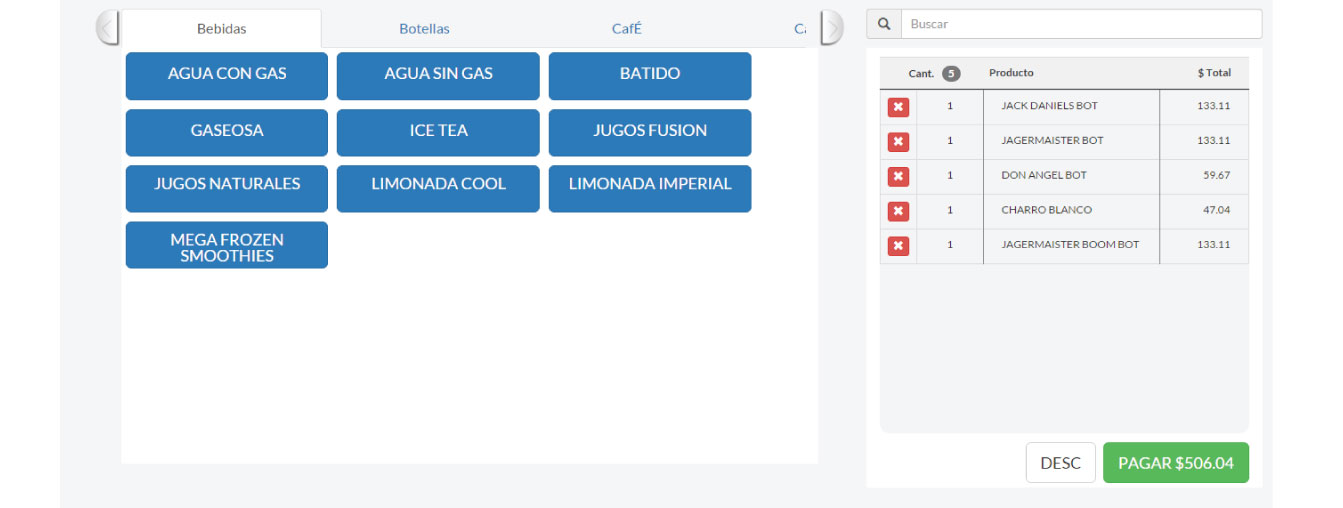 Bebidas Botellas CafÉ
AGUA CON GAS AGUA SIN GAS BATIDO
GASEOSA ICE TEA JUGOS FUSION
JUGOS NATURALES LIMONADA COOL LIMONADA IMPERIAL
MEGA FROZEN
SMOOTHIES
Buscar
Cant. 5 Producto $ Total
1 JACK DANIELS BOT 133.11
1 JAGERMAISTER BOT 133.11
1 DON ANGEL BOT 59.67
1 CHARRO BLANCO 47.04
1 JAGERMAISTER BOOM BOT 133.11
DESC PAGAR $506.04